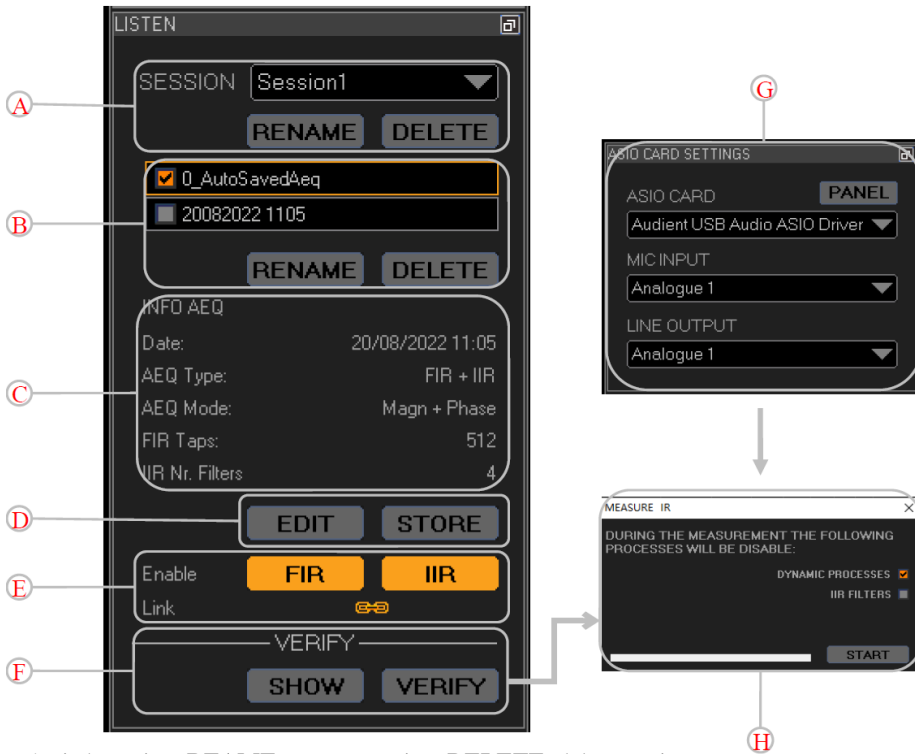 LISTEN
SESSION Session1
A
RENAME DELETE
0_AutoSavedAeq
20082022 1105
B
RENAME DELETE
INFO AEQ
Date: 20/08/2022 11:05
AEQ Type: FIR + IIR
C
AEQ Mode: Magn + Phase
FIR Taps: 512
IIR Nr. Filters 4
D
EDIT STORE
Enable FIR IIR
E
Link
VERIFY
F
SHOW VERIFY
G
ASIO CARD SETTINGS
ASIO CARD PANEL
Audient USB Audio ASIO Driver
MIC INPUT
Analogue 1
LINE OUTPUT
Analogue 1
MEASURE IR
DURING THE MEASUREMENT THE FOLLOWING
PROCESSES WILL BE DISABLE:
DYNAMIC PROCESSES
IIR FILTERS
START
H